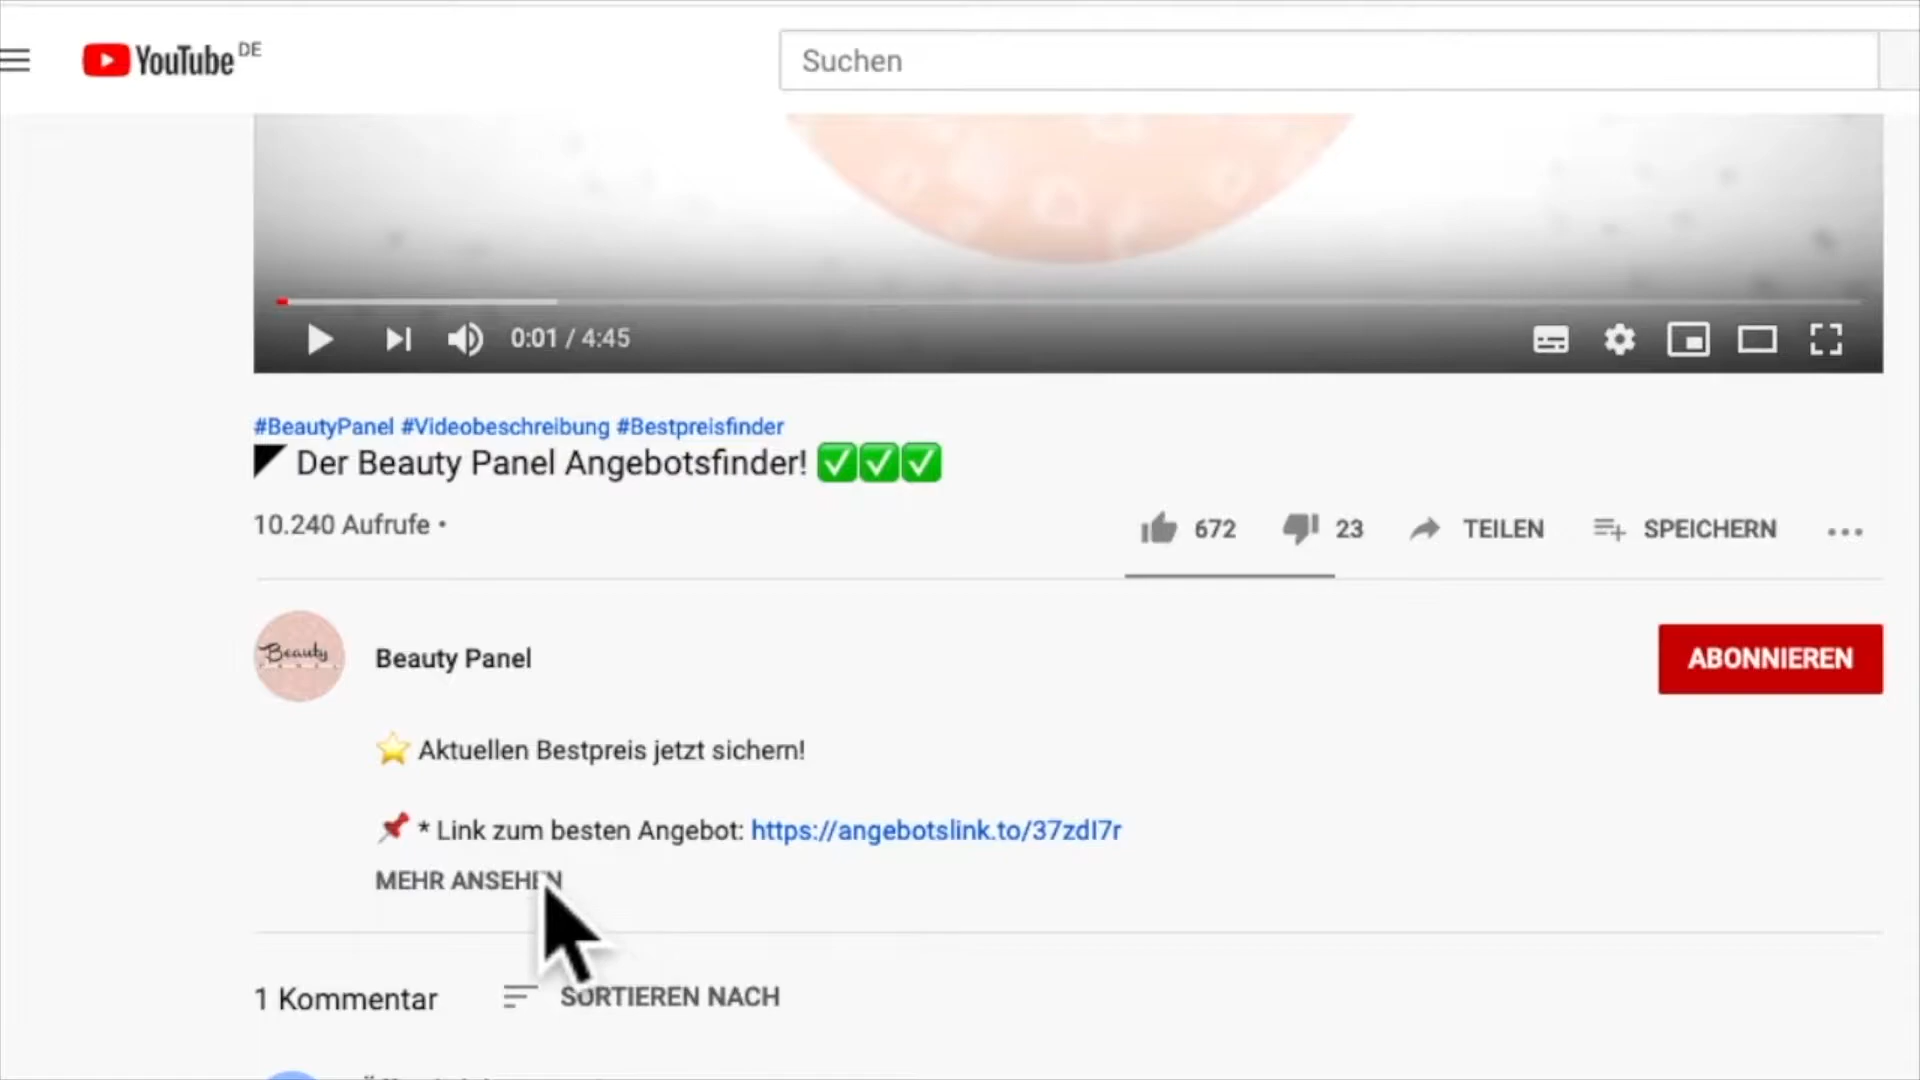 YouTube DE
Suchen
0:01 / 4:45
#BeautyPanel #Videobeschreibung #Bestpreisfinder
Der Beauty Panel Angebotsfinder! ✅✅✅
10.240 Aufrufe •
672
23
TEILEN
SPEICHERN
Beauty
Beauty Panel
ABONNIEREN
⭐ Aktuellen Bestpreis jetzt sichern!
📌 * Link zum besten Angebot: https://angebotslink.to/37zdI7r
MEHR ANSEHEN
1 Kommentar
SORTIEREN NACH